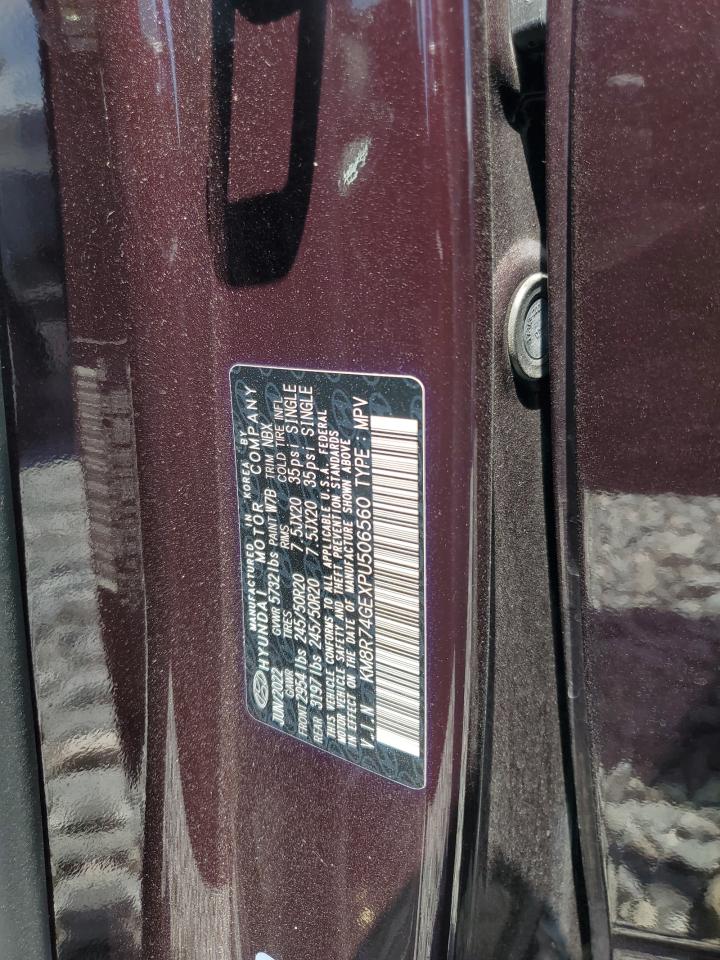 MANUFACTURED IN KOREA BY
HYUNDAI MOTOR COMPANY
JUN/2022 GVWR 5732 lbs PAINT W7B TRIM NBX
GAWR TIRES RIMS COLD TIRE INFL
FRONT 2954 lbs 245/50R20 7.5JX20 35psi SINGLE
REAR 3197 lbs 245/50R20 7.5JX20 35psi SINGLE
THIS VEHICLE CONFORMS TO ALL APPLICABLE U.S.A. FEDERAL
MOTOR VEHICLE SAFETY AND THEFT PREVENTION STANDARDS
IN EFFECT ON THE DATE OF MANUFACTURE SHOWN ABOVE
V.I.N KM8R74GEXPU506560 TYPE : MPV